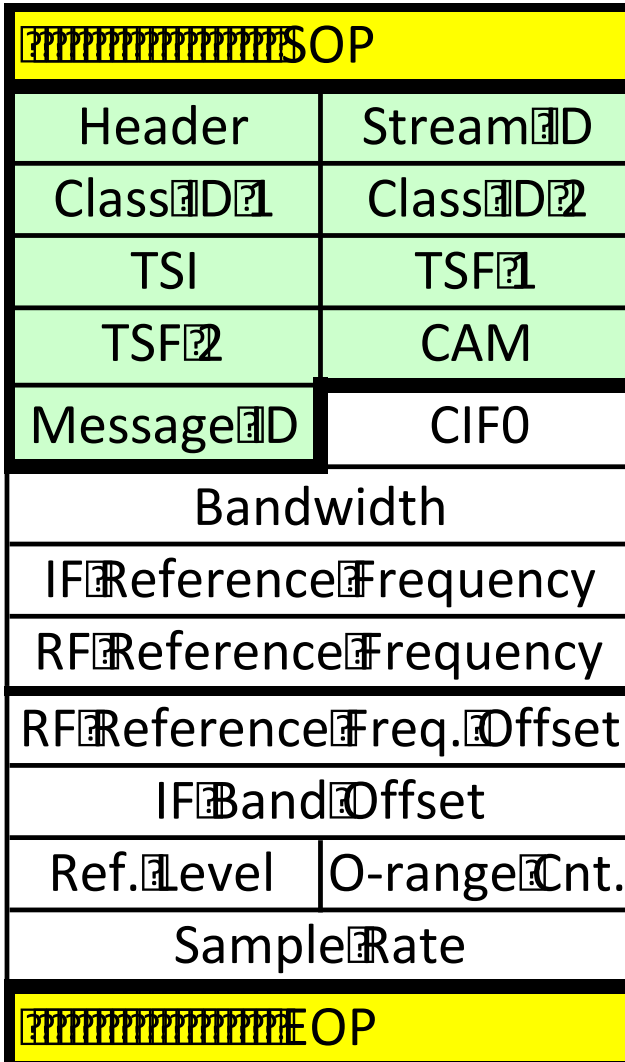 SOP
Header Stream ID
Class ID 1 Class ID 2
TSI TSF 1
TSF 2 CAM
Message ID CIF0
Bandwidth
IF Reference Frequency
RF Reference Frequency
RF Reference Freq. Offset
IF Band Offset
Ref. Level O-range Cnt.
Sample Rate
EOP